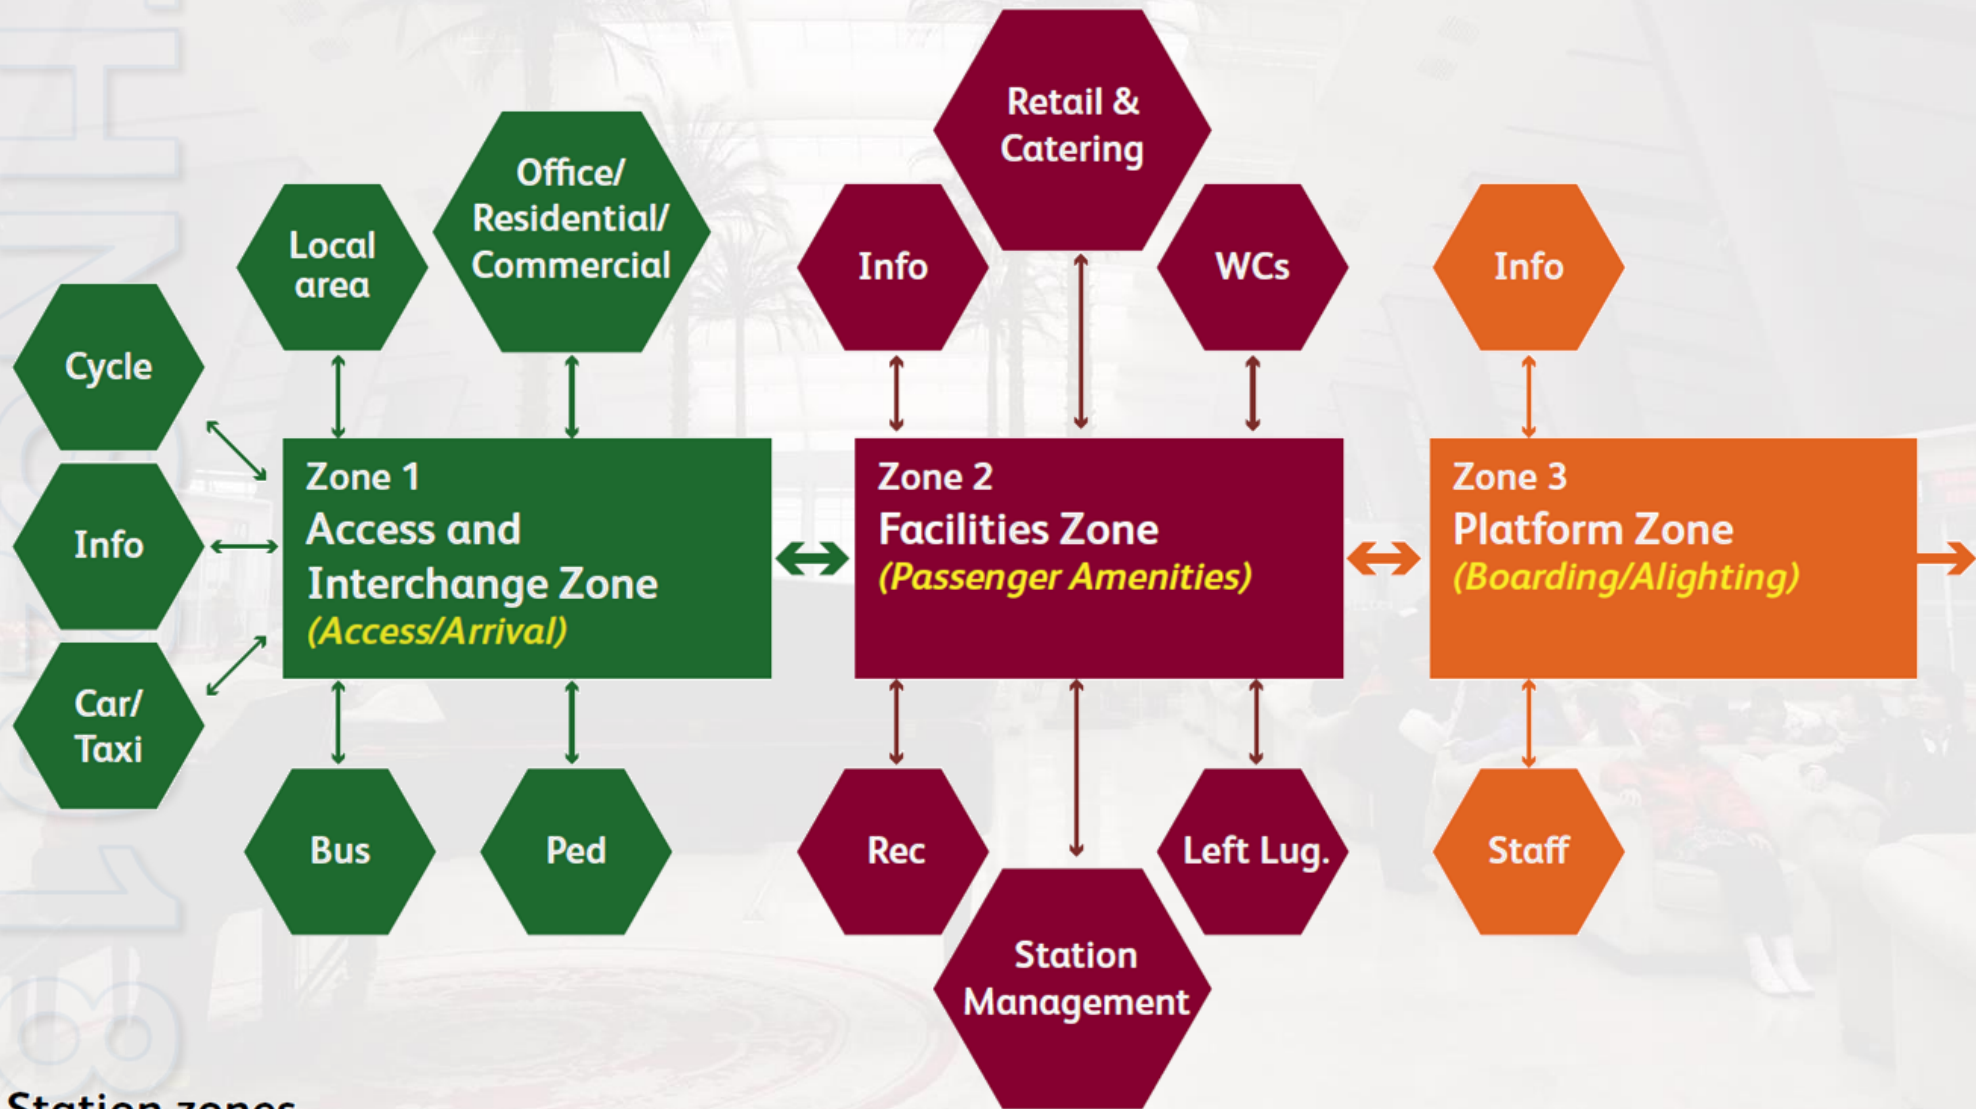 Retail &
Catering
Office/
Residential/
Commercial
Local
area
Info
WCs
Info
Cycle
Info
Car/
Taxi
Zone 1
Access and
Interchange Zone
(Access/Arrival)
Zone 2
Facilities Zone
(Passenger Amenities)
Zone 3
Platform Zone
(Boarding/Alighting)
Bus
Ped
Rec
Left Lug.
Staff
Station
Management
Station zones